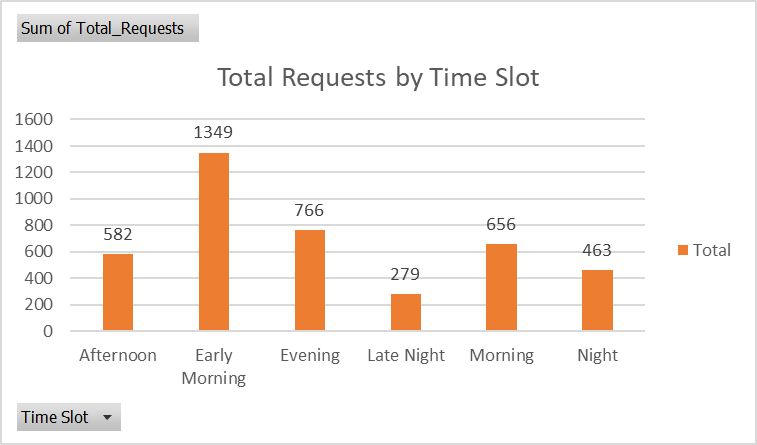 Sum of Total_Requests
Total Requests by Time Slot
1600
1400
1200
1000
800
600
400
200
0
582
1349
766
279
656
463
Afternoon
Early
Morning
Evening
Late Night
Morning
Night
Total
Time Slot